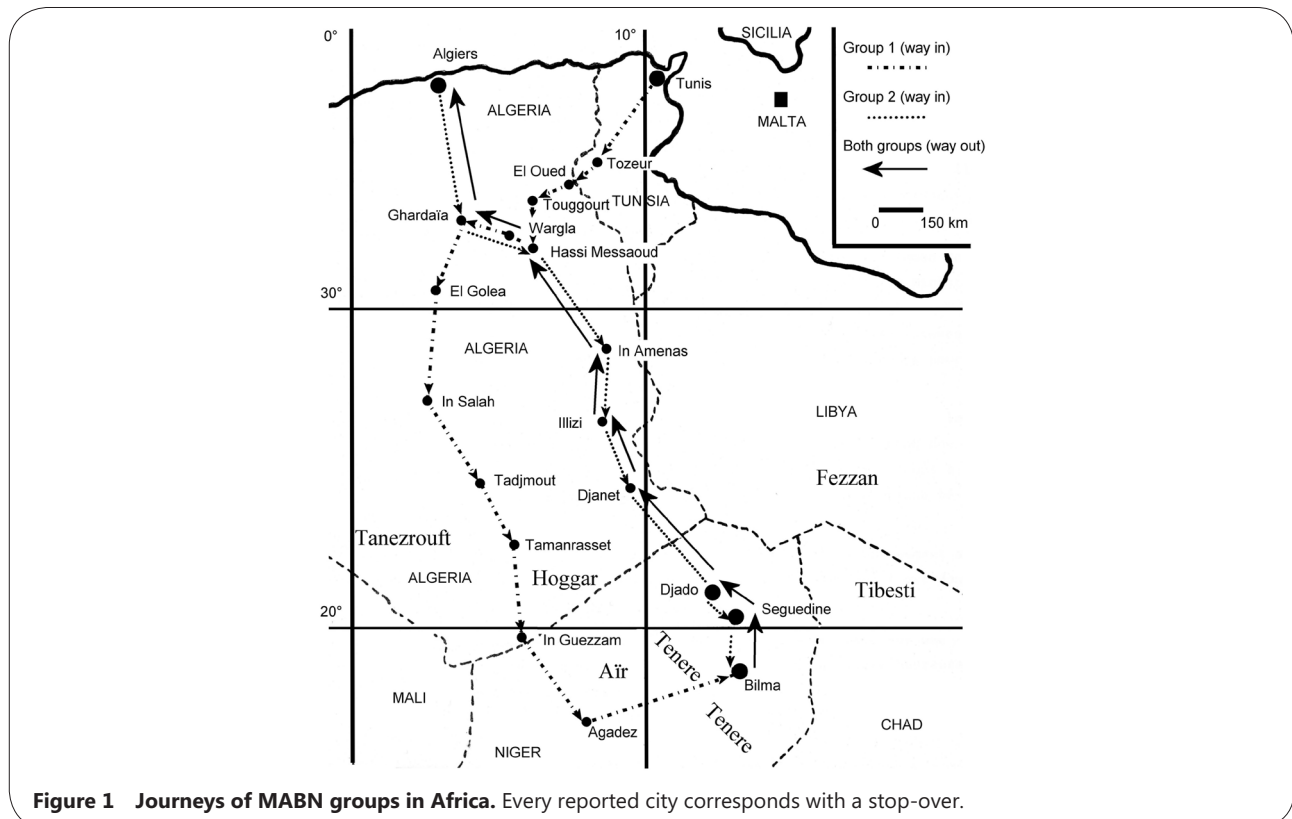 0°
10°
SICILIA
Group 1 (way in)
Algiers
Tunis
Group 2 (way in)
ALGERIA
MALTA
Both groups (way out)
El Oued
Tozeur
Touggourt
TUNISIA
0 150 km
Ghardaïa
Wargla
Hassi Messaoud
30°
El Golea
ALGERIA
In Amenas
In Salah
Illizi
LIBYA
Tadjmout
Djanet
Fezzan
Tanezrouft
Tamanrasset
ALGERIA
Hoggar
Djado
Seguedine
Tibesti
20°
In Guezzam
Aïr
Tenere
Bilma
MALI
Tenere
Agadez
CHAD
NIGER
Figure 1 Journeys of MABN groups in Africa. Every reported city corresponds with a stop-over.